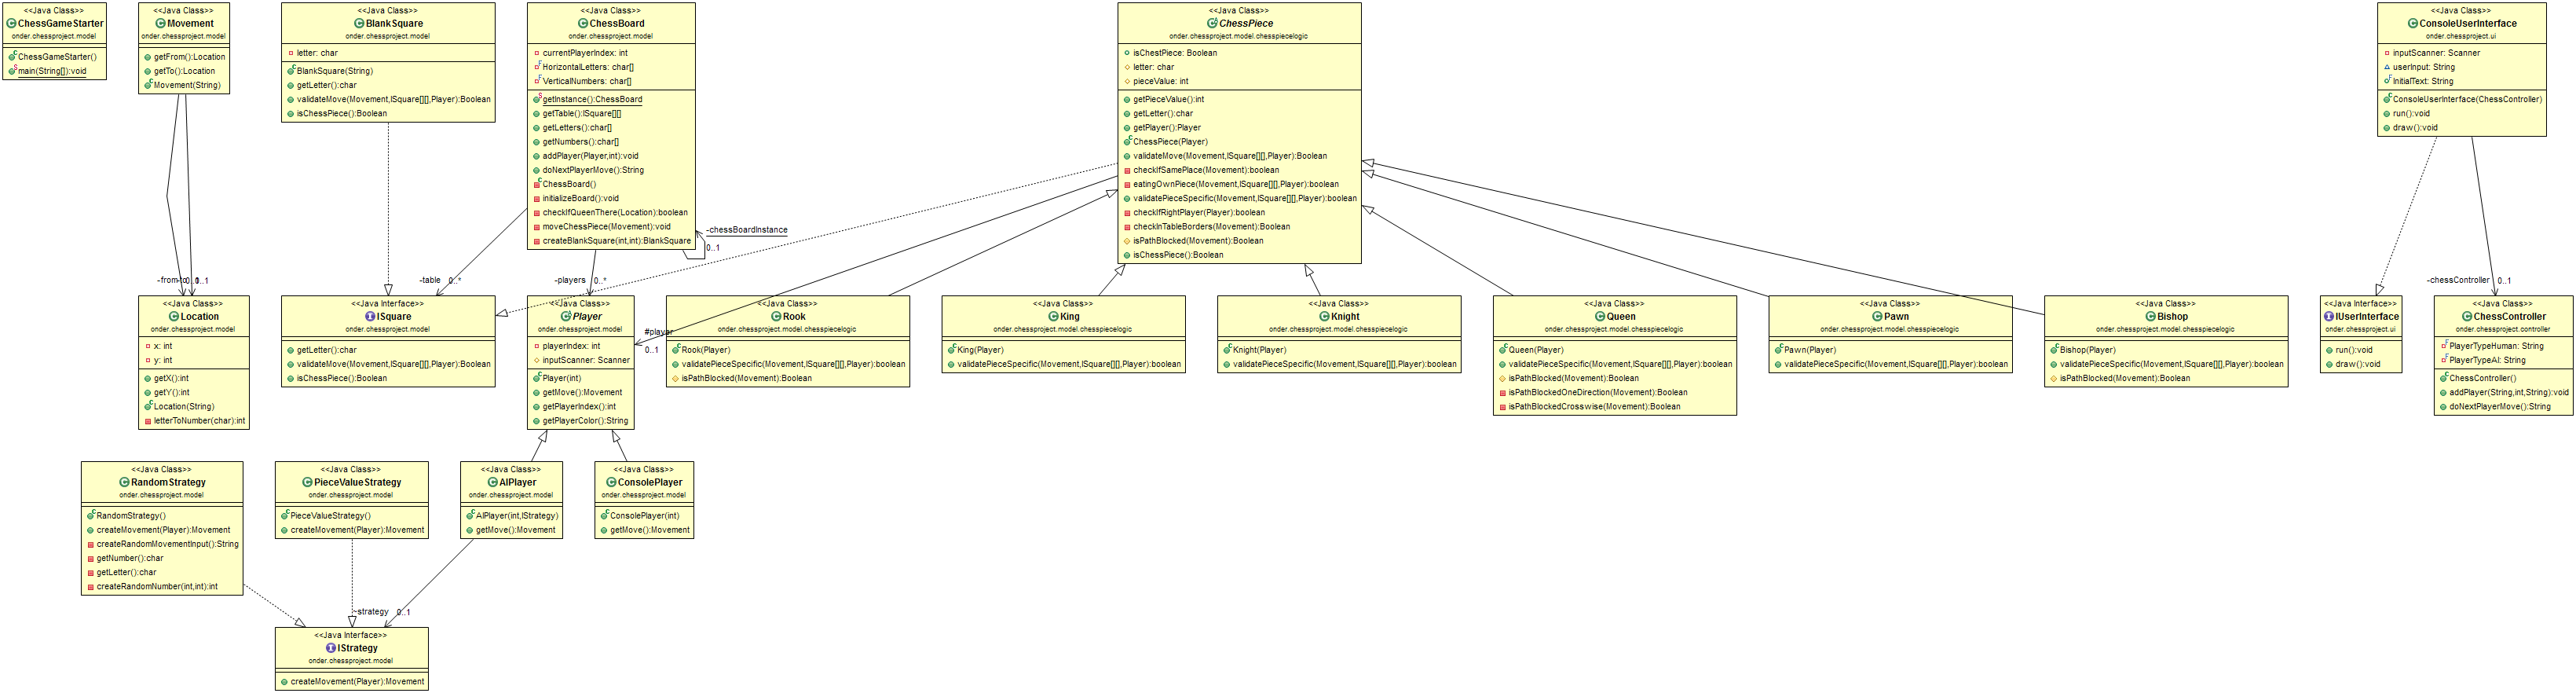 <<Java Class>>
ChessGameStarter
onder.chessproject.model
ChessGameStarter()
main(String[]):void
<<Java Class>>
Movement
onder.chessproject.model
getFrom():Location
getTo():Location
Movement(String)
<<Java Class>>
BlankSquare
onder.chessproject.model
letter: char
BlankSquare(String)
getLetter():char
validateMove(Movement,ISquare[][],Player):Boolean
isChessPiece():Boolean
<<Java Class>>
ChessBoard
onder.chessproject.model
currentPlayerIndex: int
HorizontalLetters: char[]
VerticalNumbers: char[]
getInstance():ChessBoard
getTable():ISquare[][]
getLetters():char[]
getNumbers():char[]
addPlayer(Player,int):void
doNextPlayerMove():String
ChessBoard()
initializeBoard():void
checkIfQueenThere(Location):boolean
moveChessPiece(Movement):void
createBlankSquare(int,int):BlankSquare
-chessBoardInstance
0..1
<<Java Class>>
ChessPiece
onder.chessproject.model.chesspiecelogic
isChestPiece: Boolean
letter: char
pieceValue: int
getPieceValue():int
getLetter():char
getPlayer():Player
ChessPiece(Player)
validateMove(Movement,ISquare[][],Player):Boolean
checkIfSamePlace(Movement):boolean
eatingOwnPiece(Movement,ISquare[][],Player):boolean
validatePieceSpecific(Movement,ISquare[][],Player):boolean
checkIfRightPlayer(Player):boolean
checkInTableBorders(Movement):Boolean
isPathBlocked(Movement):Boolean
isChessPiece():Boolean
<<Java Class>>
ConsoleUserInterface
onder.chessproject.ui
inputScanner: Scanner
userInput: String
InitialText: String
ConsoleUserInterface(ChessController)
run():void
draw():void
-from
-to
0..1
-table
0..*
-players
0..*
#player
0..1
-chessController
0..1
<<Java Class>>
Location
onder.chessproject.model
x: int
y: int
getX():int
getY():int
Location(String)
letterToNumber(char):int
<<Java Interface>>
ISquare
onder.chessproject.model
getLetter():char
validateMove(Movement,ISquare[][],Player):Boolean
isChessPiece():Boolean
<<Java Class>>
Player
onder.chessproject.model
playerIndex: int
inputScanner: Scanner
Player(int)
getMove():Movement
getPlayerIndex():int
getPlayerColor():String
<<Java Class>>
Rook
onder.chessproject.model.chesspiecelogic
Rook(Player)
validatePieceSpecific(Movement,ISquare[][],Player):boolean
isPathBlocked(Movement):Boolean
<<Java Class>>
King
onder.chessproject.model.chesspiecelogic
King(Player)
validatePieceSpecific(Movement,ISquare[][],Player):boolean
<<Java Class>>
Knight
onder.chessproject.model.chesspiecelogic
Knight(Player)
validatePieceSpecific(Movement,ISquare[][],Player):boolean
<<Java Class>>
Queen
onder.chessproject.model.chesspiecelogic
Queen(Player)
validatePieceSpecific(Movement,ISquare[][],Player):boolean
isPathBlocked(Movement):Boolean
isPathBlockedOneDirection(Movement):Boolean
isPathBlockedCrosswise(Movement):Boolean
<<Java Class>>
Pawn
onder.chessproject.model.chesspiecelogic
Pawn(Player)
validatePieceSpecific(Movement,ISquare[][],Player):boolean
<<Java Class>>
Bishop
onder.chessproject.model.chesspiecelogic
Bishop(Player)
validatePieceSpecific(Movement,ISquare[][],Player):boolean
isPathBlocked(Movement):Boolean
<<Java Interface>>
IUserInterface
onder.chessproject.ui
run():void
draw():void
<<Java Class>>
ChessController
onder.chessproject.controller
PlayerTypeHuman: String
PlayerTypeAI: String
ChessController()
addPlayer(String,int,String):void
doNextPlayerMove():String
<<Java Class>>
RandomStrategy
onder.chessproject.model
RandomStrategy()
createMovement(Player):Movement
createRandomMovementInput():String
getNumber():char
getLetter():char
createRandomNumber(int,int):int
<<Java Class>>
PieceValueStrategy
onder.chessproject.model
PieceValueStrategy()
createMovement(Player):Movement
<<Java Class>>
AIPlayer
onder.chessproject.model
AIPlayer(int,IStrategy)
getMove():Movement
<<Java Class>>
ConsolePlayer
onder.chessproject.model
ConsolePlayer(int)
getMove():Movement
~strategy
0..1
<<Java Interface>>
IStrategy
onder.chessproject.model
createMovement(Player):Movement